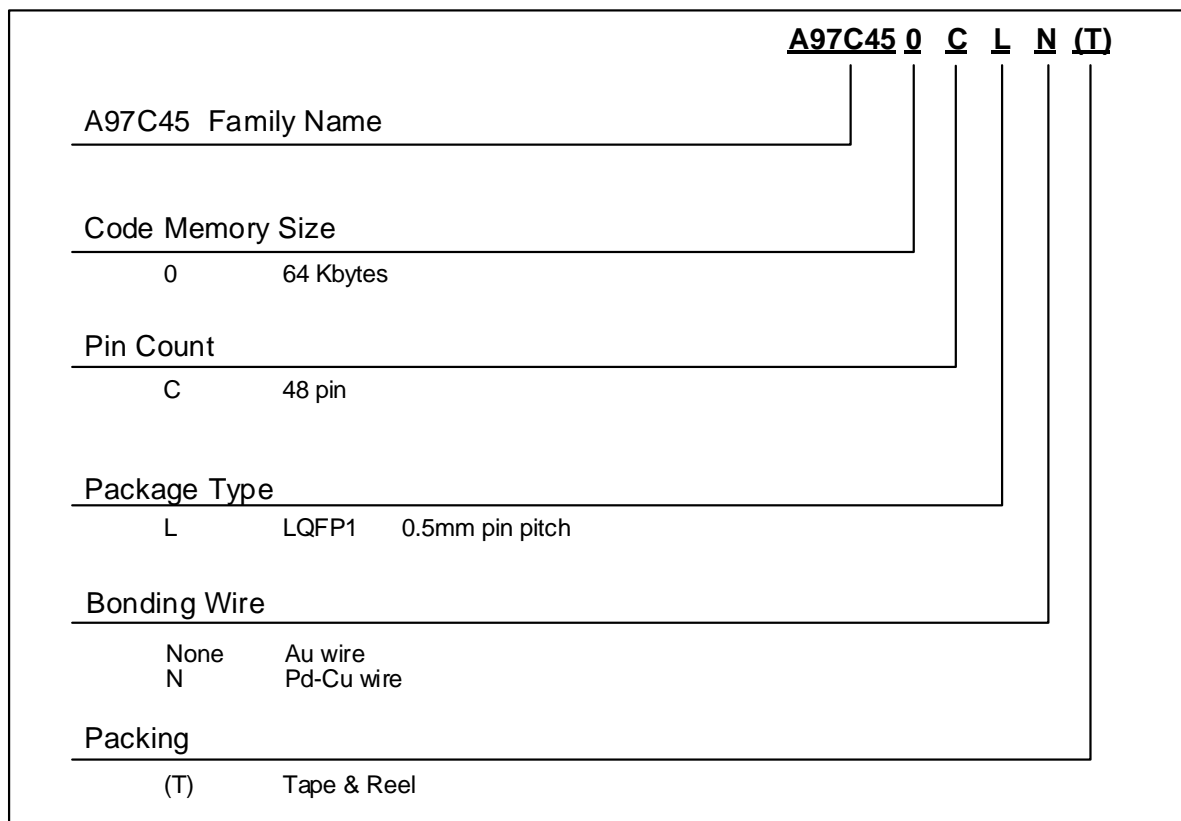 A97C45 0 C L N (T)
A97C45 Family Name
Code Memory Size
0 64 Kbytes
Pin Count
C 48 pin
Package Type
L LQFP1 0.5mm pin pitch
Bonding Wire
None Au wire
N Pd-Cu wire
Packing
(T) Tape & Reel